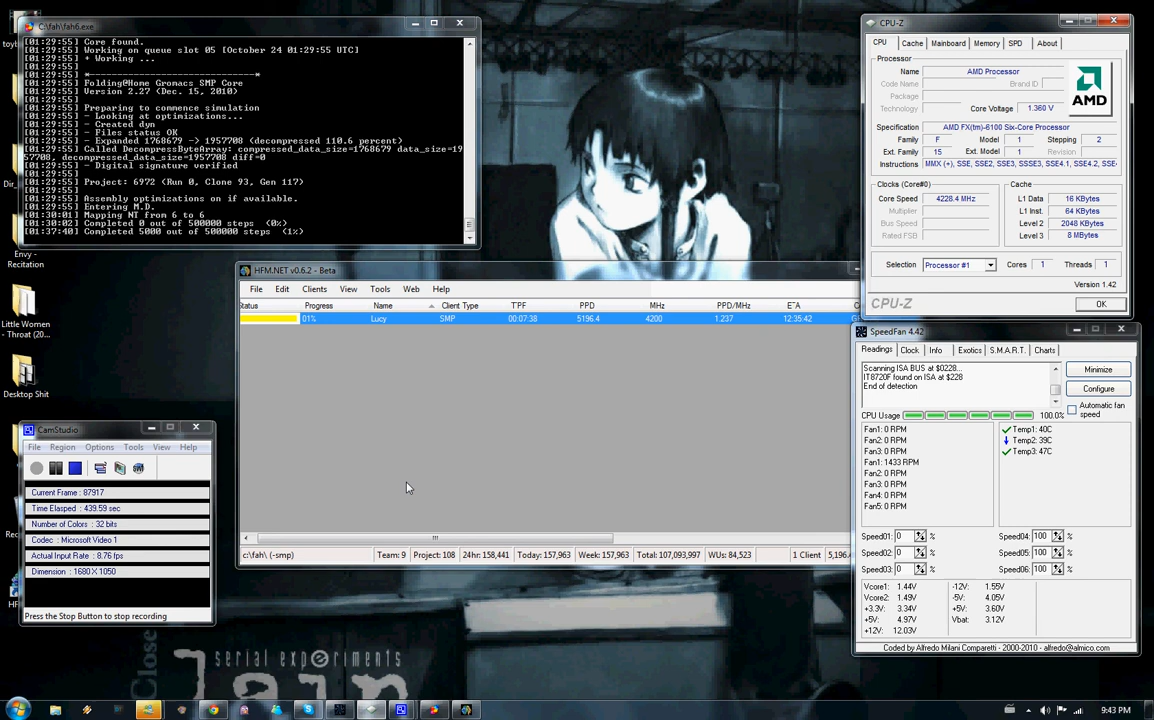 C:\fah\fah6.exe
[01:29:55] Core found.
[01:29:55] Working on queue slot 05 [October 24 01:29:55 UTC]
[01:29:55] + Working ...
[01:29:55]
[01:29:55] *------------------------------*
[01:29:55] Folding@Home Gromacs SMP Core
[01:29:55] Version 2.27 (Dec. 15, 2010)
[01:29:55]
[01:29:55] Preparing to commence simulation
[01:29:55] - Looking at optimizations...
[01:29:55] - Created dyn
[01:29:55] - Files status OK
[01:29:55] - Expanded 1768679 -> 1957708 (decompressed 110.6 percent)
[01:29:55] Called DecompressByteArray: compressed_data_size=1768679 data_size=19
57708, decompressed_data_size=1957708 diff=0
[01:29:55] - Digital signature verified
[01:29:55]
[01:29:55] Project: 6972 (Run 0, Clone 93, Gen 117)
[01:29:55]
[01:29:55] Assembly optimizations on if available.
[01:29:55] Entering M.D.
[01:30:01] Mapping NT from 6 to 6
[01:30:02] Completed 0 out of 500000 steps (0%)
[01:37:40] Completed 5000 out of 500000 steps (1%)
Envy -
Recitation
Little Women
- Throat (20...
Desktop Shit
CPU-Z
CPU Cache Mainboard Memory SPD About
Processor
Name AMD Processor
Code Name Brand ID
Package
Technology Core Voltage 1.360 V
AMD
Specification AMD FX(tm)-6100 Six-Core Processor
Family F Model 1 Stepping 2
Ext. Family 15 Ext. Model 1 Revision
Instructions MMX (+), SSE, SSE2, SSE3, SSSE3, SSE4.1, SSE4.2, SSE4
Clocks (Core#0) Cache
Core Speed 4228.4 MHz L1 Data 16 KBytes
Multiplier L1 Inst. 64 KBytes
Bus Speed Level 2 2048 KBytes
Rated FSB Level 3 8 MBytes
Selection Processor #1 Cores 1 Threads 1
Version 1.42
CPU-Z OK
HFM.NET v0.6.2 - Beta
File Edit Clients View Tools Web Help
Status Progress Name Client Type TPF PPD MHz PPD/MHz ETA
01% Lucy SMP 00:07:38 5196.4 4200 1.237 12:35:42
c:\fah\ (-smp) Team: 9 Project: 108 24hr: 158,441 Today: 157,963 Week: 157,963 Total: 107,093,997 WUs: 84,523 1 Client 5,196.4
SpeedFan 4.42
Readings Clock Info Exotics S.M.A.R.T. Charts
Scanning ISA BUS at $0228...
IT8720F found on ISA at $228
End of detection
Minimize
Configure
CPU Usage 100.0%
Automatic fan
speed
Fan1: 0 RPM Temp1: 40C
Fan2: 0 RPM Temp2: 39C
Fan3: 0 RPM Temp3: 47C
Fan1: 1433 RPM
Fan2: 0 RPM
Fan3: 0 RPM
Fan4: 0 RPM
Fan5: 0 RPM
Speed01: 0 % Speed04: 100 %
Speed02: 0 % Speed05: 100 %
Speed03: 0 % Speed06: 100 %
Vcore1: 1.44V -12V: 1.55V
Vcore2: 1.49V -5V: 4.05V
+3.3V: 3.34V +5V: 3.60V
+5V: 4.97V Vbat: 3.12V
+12V: 12.03V
Coded by Alfredo Milani Comparetti - 2000-2010 - alfredo@almico.com
CamStudio
File Region Options Tools View Help
Current Frame : 87917
Time Elasped : 439.59 sec
Number of Colors : 32 bits
Codec : Microsoft Video 1
Actual Input Rate : 8.76 fps
Dimension : 1680 X 1050
Press the Stop Button to stop recording
Close
serial experiments
lain
9:43 PM